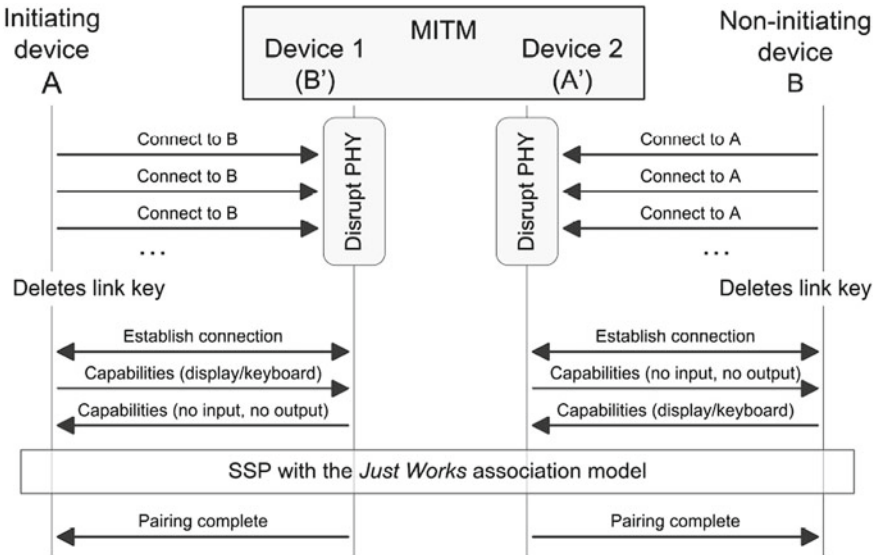 Initiating
device
A
MITM
Device 1
(B')
Device 2
(A')
Non-initiating
device
B
Connect to B
Connect to B
Connect to B
...
Disrupt PHY
Disrupt PHY
Connect to A
Connect to A
Connect to A
...
Deletes link key
Deletes link key
Establish connection
Establish connection
Capabilities (display/keyboard)
Capabilities (no input, no output)
Capabilities (no input, no output)
Capabilities (display/keyboard)
SSP with the Just Works association model
Pairing complete
Pairing complete